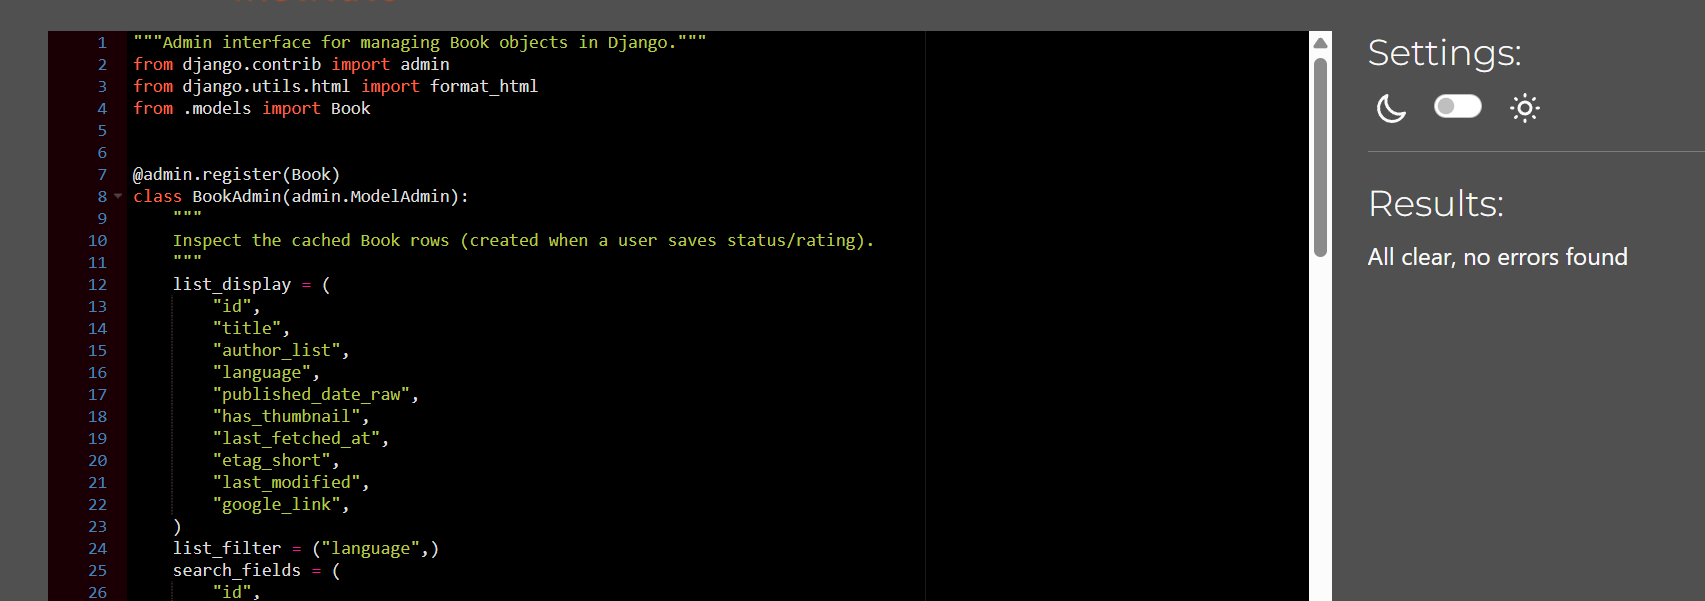 1 """Admin interface for managing Book objects in Django."""
2 from django.contrib import admin
3 from django.utils.html import format_html
4 from .models import Book
5
6
7 @admin.register(Book)
8 class BookAdmin(admin.ModelAdmin):
9     """
10     Inspect the cached Book rows (created when a user saves status/rating).
11     """
12     list_display = (
13         "id",
14         "title",
15         "author_list",
16         "language",
17         "published_date_raw",
18         "has_thumbnail",
19         "last_fetched_at",
20         "etag_short",
21         "last_modified",
22         "google_link",
23     )
24     list_filter = ("language",)
25     search_fields = (
26         "id",
Settings:
Results:
All clear, no errors found